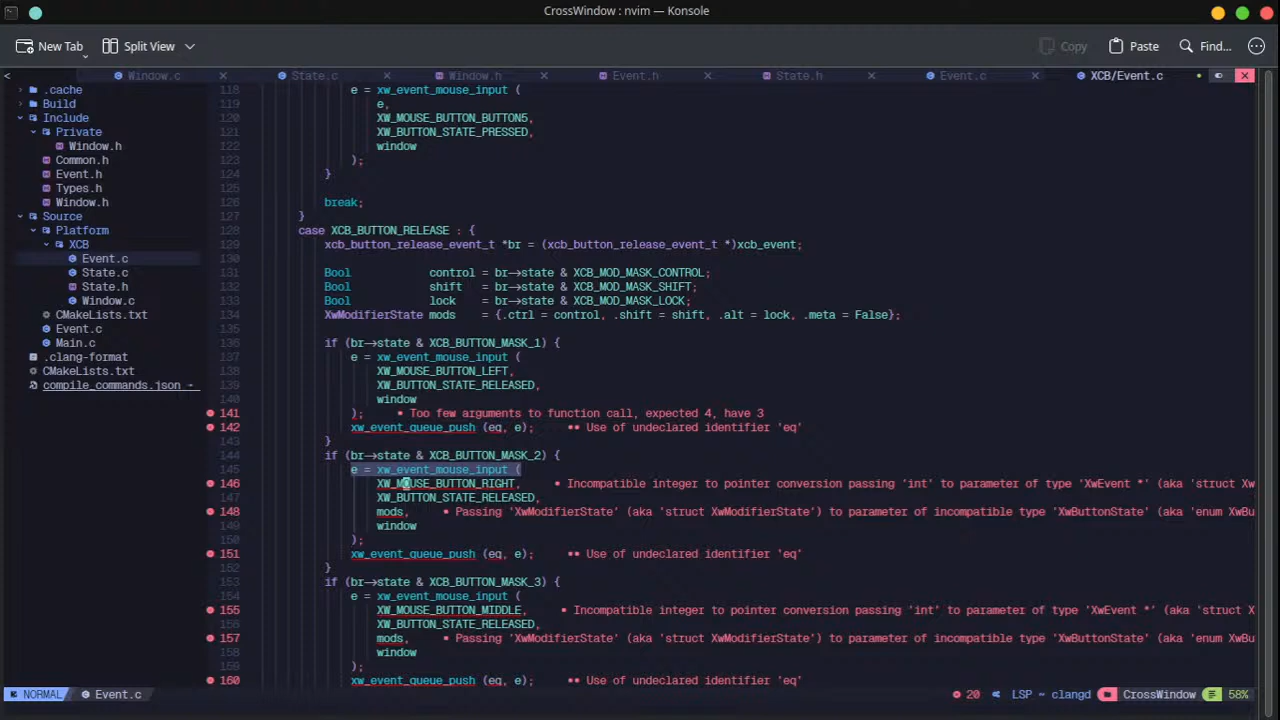 CrossWindow : nvim — Konsole
New Tab Split View Copy Paste Find...
< Window.c State.c Window.h Event.h State.h Event.c XCB/Event.c
.cache
Build
Include
Private
Window.h
Common.h
Event.h
Types.h
Window.h
Source
Platform
XCB
Event.c
State.c
State.h
Window.c
CMakeLists.txt
Event.c
Main.c
.clang-format
CMakeLists.txt
compile_commands.json
118 e = xw_event_mouse_input (
119 e,
120 XW_MOUSE_BUTTON_BUTTON5,
121 XW_BUTTON_STATE_PRESSED,
122 window
123 );
124 }
125
126 break;
127 }
128 case XCB_BUTTON_RELEASE : {
129 xcb_button_release_event_t *br = (xcb_button_release_event_t *)xcb_event;
130
131 Bool control = br→state & XCB_MOD_MASK_CONTROL;
132 Bool shift = br→state & XCB_MOD_MASK_SHIFT;
133 Bool lock = br→state & XCB_MOD_MASK_LOCK;
134 XwModifierState mods = {.ctrl = control, .shift = shift, .alt = lock, .meta = False};
135
136 if (br→state & XCB_BUTTON_MASK_1) {
137 e = xw_event_mouse_input (
138 XW_MOUSE_BUTTON_LEFT,
139 XW_BUTTON_STATE_RELEASED,
140 window
141 ); ▪ Too few arguments to function call, expected 4, have 3
142 xw_event_queue_push (eq, e); ▪▪ Use of undeclared identifier 'eq'
143 }
144 if (br→state & XCB_BUTTON_MASK_2) {
145 e = xw_event_mouse_input (
146 XW_MOUSE_BUTTON_RIGHT, ▪ Incompatible integer to pointer conversion passing 'int' to parameter of type 'XwEvent *' (aka 'struct Xw
147 XW_BUTTON_STATE_RELEASED,
148 mods, ▪ Passing 'XwModifierState' (aka 'struct XwModifierState') to parameter of incompatible type 'XwButtonState' (aka 'enum XwBu
149 window
150 );
151 xw_event_queue_push (eq, e); ▪▪ Use of undeclared identifier 'eq'
152 }
153 if (br→state & XCB_BUTTON_MASK_3) {
154 e = xw_event_mouse_input (
155 XW_MOUSE_BUTTON_MIDDLE, ▪ Incompatible integer to pointer conversion passing 'int' to parameter of type 'XwEvent *' (aka 'struct X
156 XW_BUTTON_STATE_RELEASED,
157 mods, ▪ Passing 'XwModifierState' (aka 'struct XwModifierState') to parameter of incompatible type 'XwButtonState' (aka 'enum XwBu
158 window
159 );
160 xw_event_queue_push (eq, e); ▪▪ Use of undeclared identifier 'eq'
NORMAL Event.c 20 LSP ~ clangd CrossWindow 58%